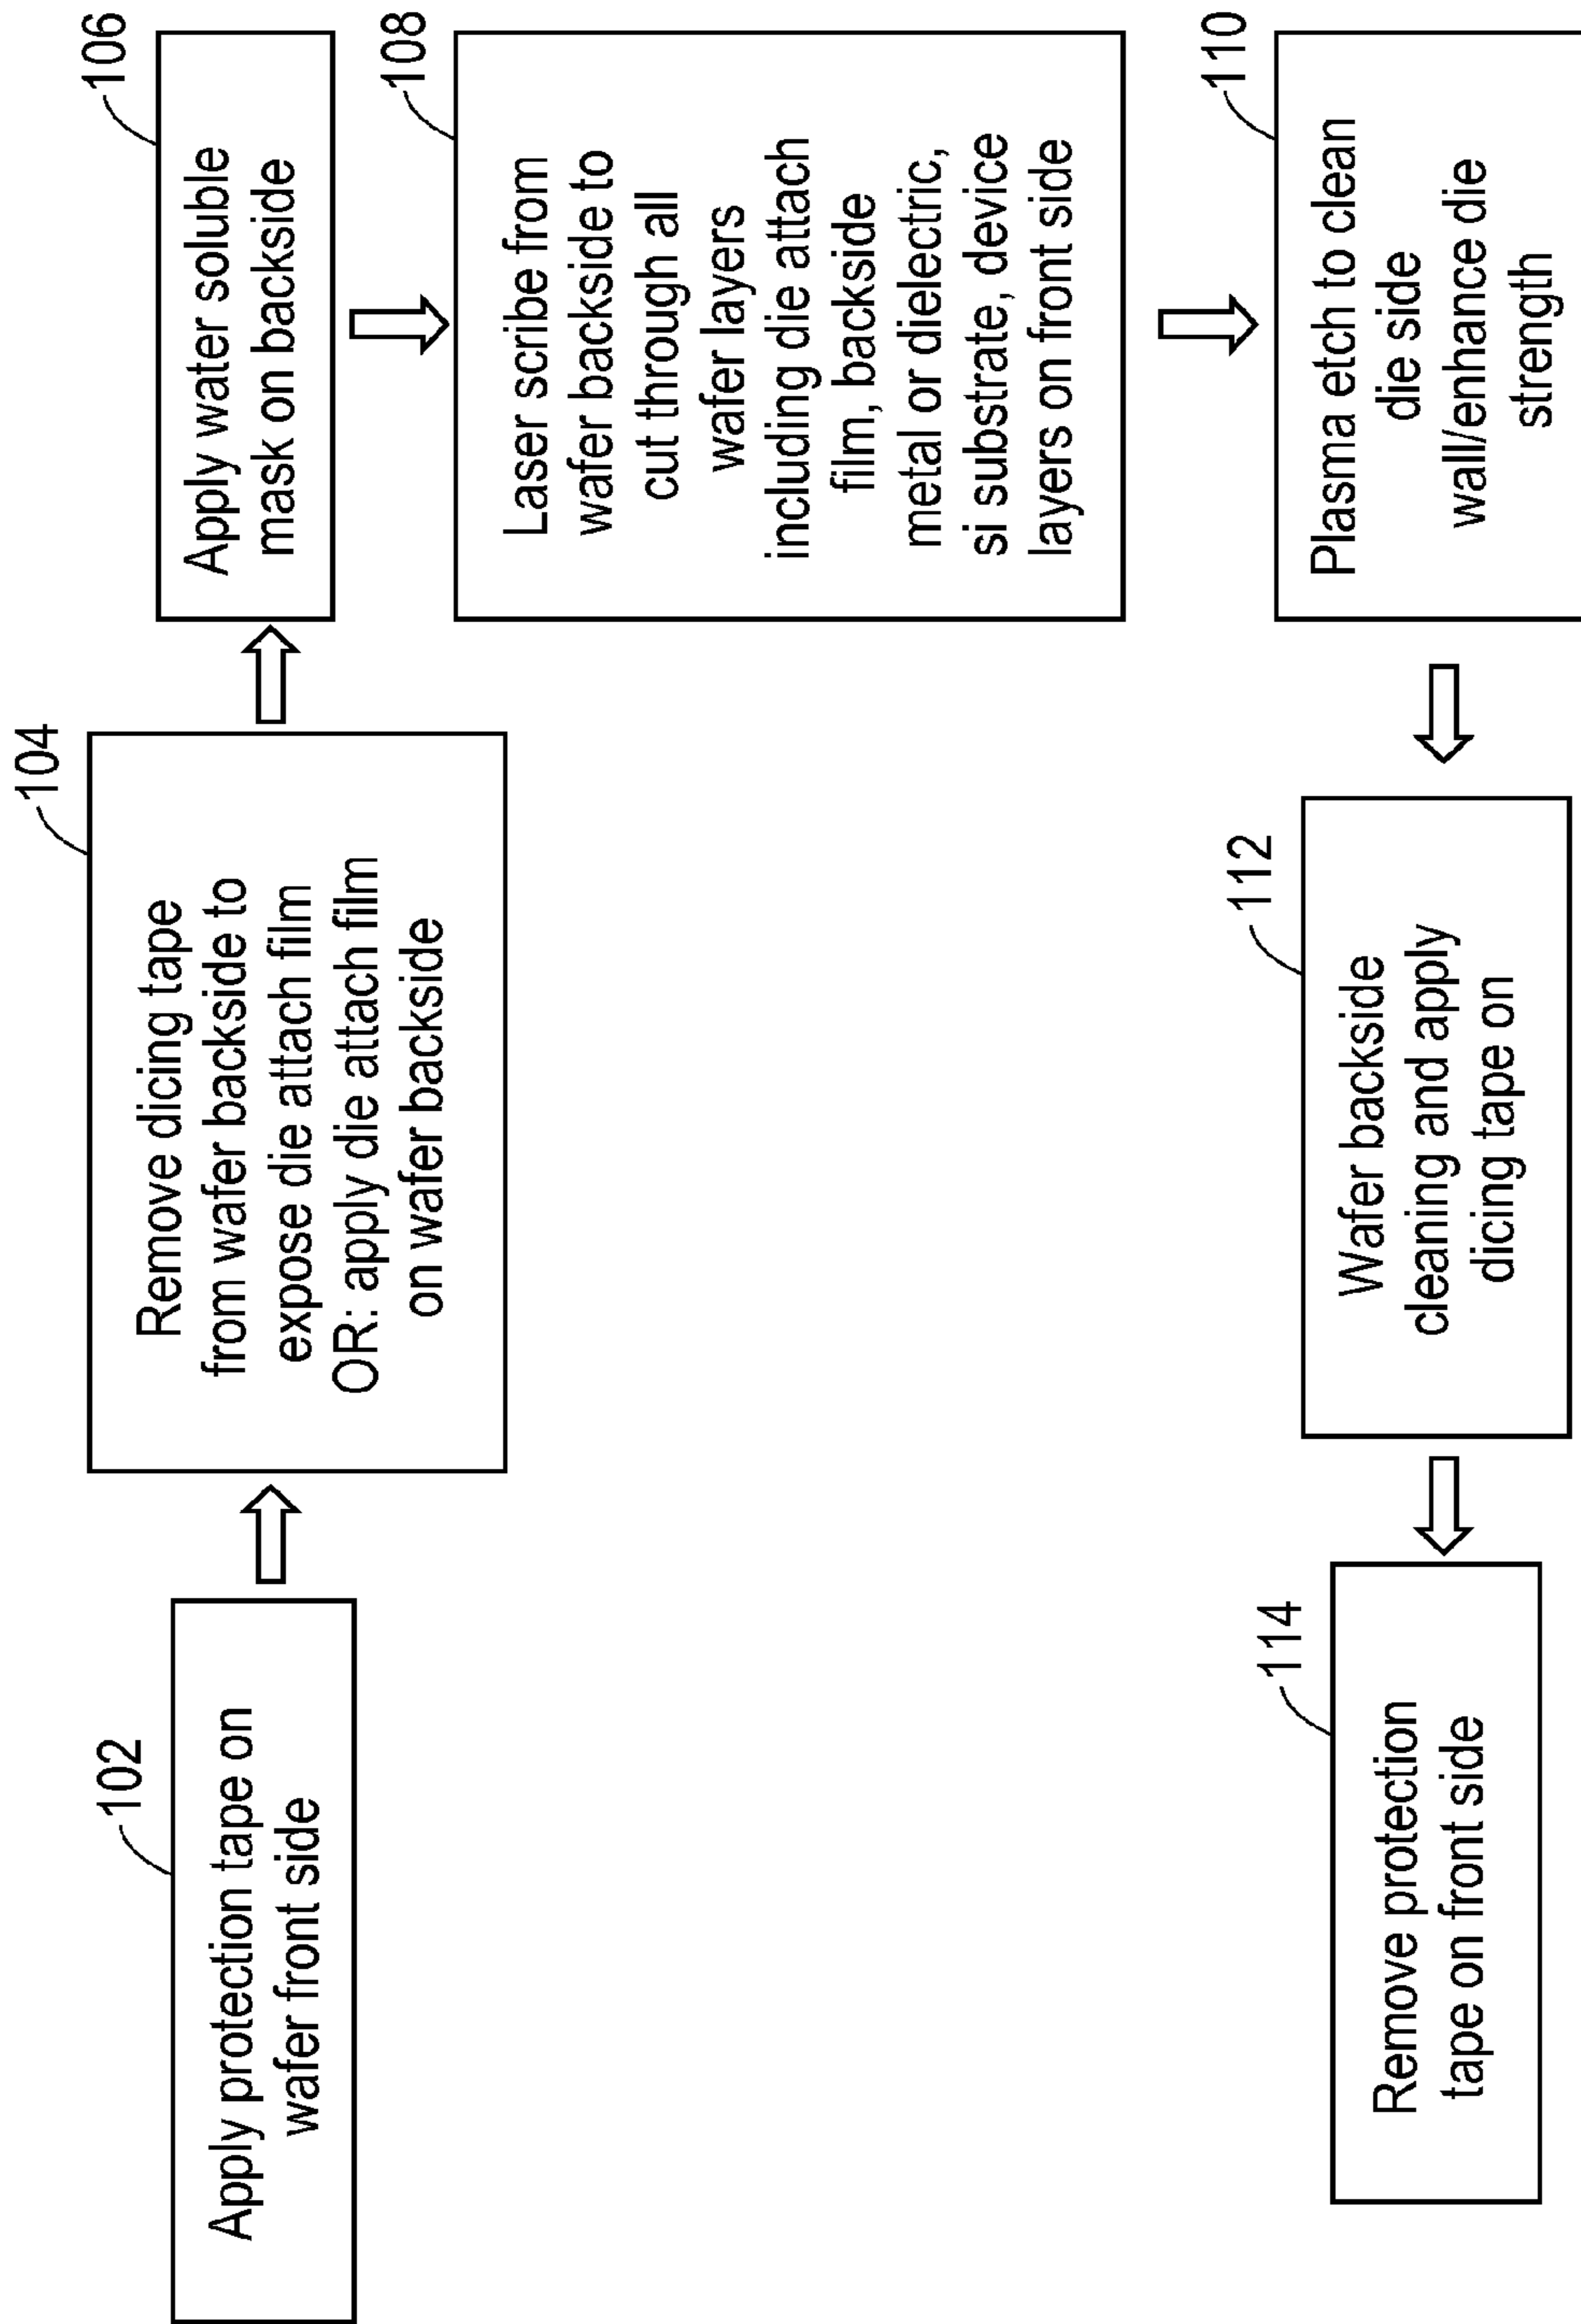 102
Apply protection tape on
wafer front side
104
Remove dicing tape
from wafer backside to
expose die attach film
OR: apply die attach film
on wafer backside
106
Apply water soluble
mask on backside
108
Laser scribe from
wafer backside to
cut through all
wafer layers
including die attach
film, backside
metal or dielectric,
si substrate, device
layers on front side
110
Plasma etch to clean
die side
wall/enhance die
strength
112
Wafer backside
cleaning and apply
dicing tape on
114
Remove protection
tape on front side